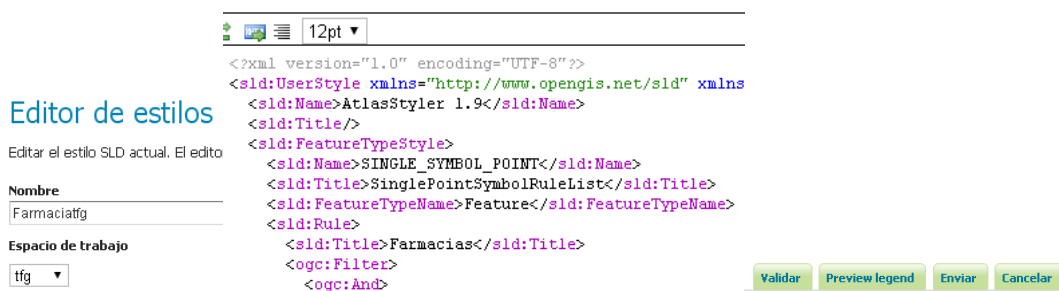 12pt ▼
Editor de estilos
Editar el estilo SLD actual. El edito
Nombre
Farmaciatfg
Espacio de trabajo
tfg ▼
<?xml version="1.0" encoding="UTF-8"?>
<sld:UserStyle xmlns="http://www.opengis.net/sld" xmlns
<sld:Name>AtlasStyler 1.9</sld:Name>
<sld:Title/>
<sld:FeatureTypeStyle>
<sld:Name>SINGLE_SYMBOL_POINT</sld:Name>
<sld:Title>SinglePointSymbolRuleList</sld:Title>
<sld:FeatureTypeName>Feature</sld:FeatureTypeName>
<sld:Rule>
<sld:Title>Farmacias</sld:Title>
<ogc:Filter>
<ogc:And>
Validar Preview legend Enviar Cancelar